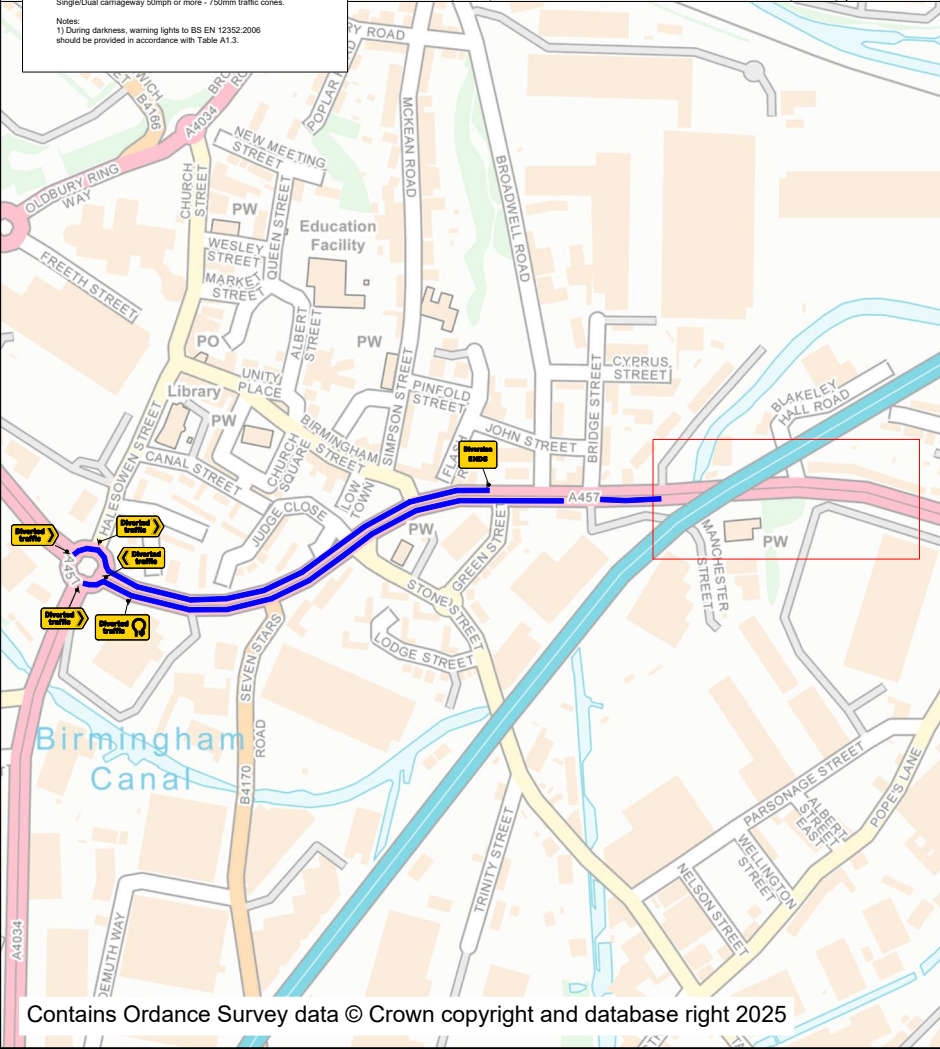 Single/Dual carriageway 50mph or more - 750mm traffic cones.
Notes:
1) During darkness, warning lights to BS EN 12352:2006
should be provided in accordance with Table A1.3.
RY ROAD
POPLAR
WICH
B4166
BRO
A4034
NEW MEETING
STREET
MCKEAN ROAD
BROADWELL ROAD
OLDBURY RING
WAY
CHURCH
STREET
PW
QUEEN STREET
Education
Facility
WESLEY
STREET
MARKET
STREET
FREETH STREET
ALBERT
STREET
PO
PW
UNITY
PLACE
Library
PW
PINFOLD
STREET
SIMPSON STREET
CYPRUS
STREET
BRIDGE STREET
BLAKELEY
HALL ROAD
BIRMINGHAM
STREET
JOHN STREET
HALESOWEN STREET
CANAL STREET
CHURCH
SQUARE
LOW
TOWN
Diversion
ENDS
A457
JUDGE CLOSE
PW
GREEN STREET
MANCHESTER
STREET
PW
Diverted
traffic
Diverted
traffic
Diverted
traffic
A457
Diverted
traffic
Diverted
traffic
STONE STREET
LODGE STREET
SEVEN STARS
ROAD
B4170
Birmingham
Canal
TRINITY STREET
PARSONAGE STREET
ALBERT
STREET
EAST
WELLINGTON
STREET
POPE'S LANE
NELSON STREET
DEMUTH WAY
A4034
Contains Ordance Survey data © Crown copyright and database right 2025